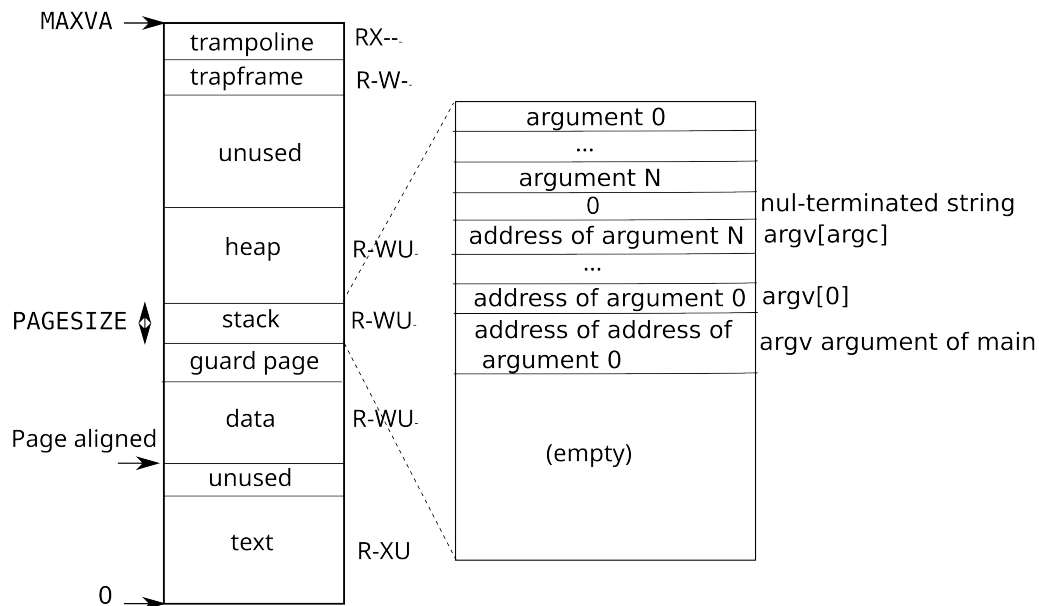 MAXVA
trampoline
RX--
trapframe
R-W-
unused
heap
R-WU
PAGESIZE
stack
R-WU
guard page
data
R-WU
Page aligned
unused
text
R-XU
0
argument 0
...
argument N
0
nul-terminated string
address of argument N
argv[argc]
...
address of argument 0
argv[0]
address of address of
argument 0
argv argument of main
(empty)